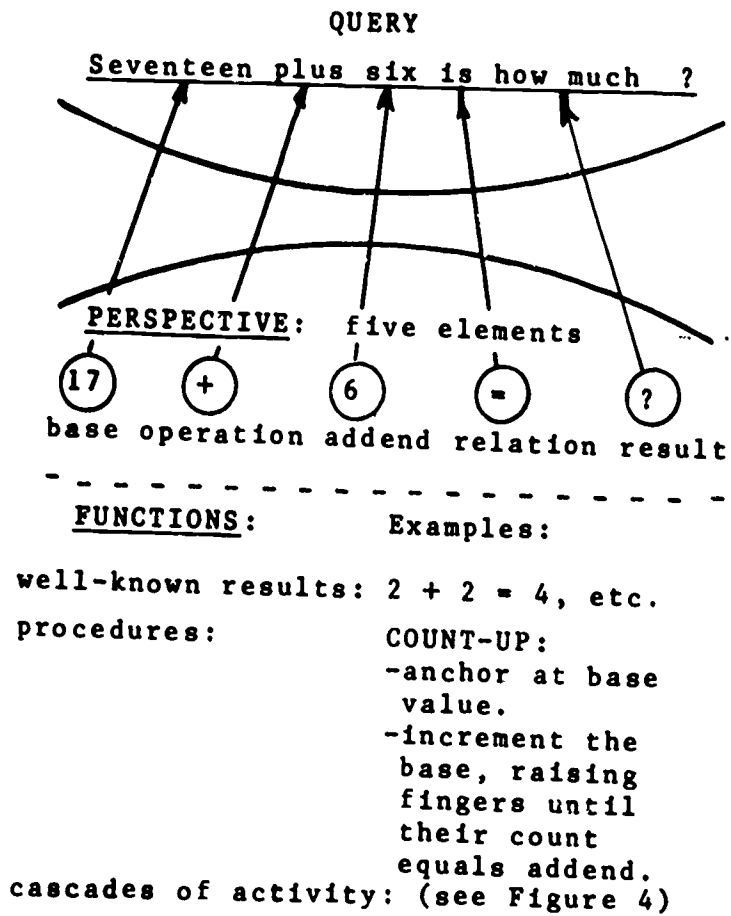 QUERY
Seventeen plus six is how much ?
PERSPECTIVE: five elements
17 + 6 = ?
base operation addend relation result
FUNCTIONS: Examples:
well-known results: 2 + 2 = 4, etc.
procedures: COUNT-UP:
-anchor at base
value.
-increment the
base, raising
fingers until
their count
equals addend.
cascades of activity: (see Figure 4)